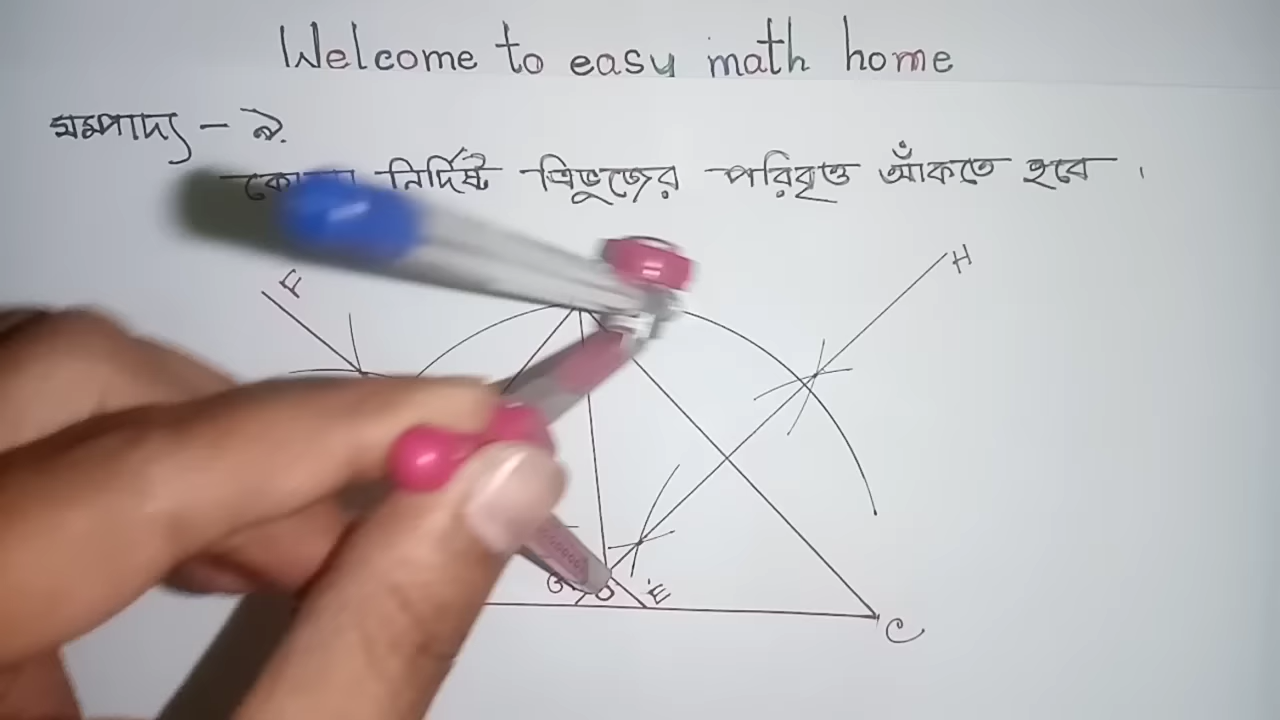 Welcome to easy math home
সম্পাদ্য - ৯.
নির্দিষ্ট ত্রিভুজের পরিবৃত্ত আঁকতে হবে ।
F
H
G
O
E
C